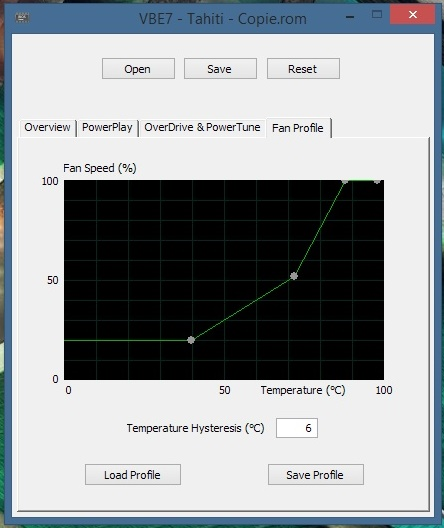 VBE7 - Tahiti - Copie.rom
Open Save Reset
Overview PowerPlay OverDrive & PowerTune Fan Profile
Fan Speed (%)
100
50
0
0 50 Temperature (°C) 100
Temperature Hysteresis (°C) 6
Load Profile Save Profile